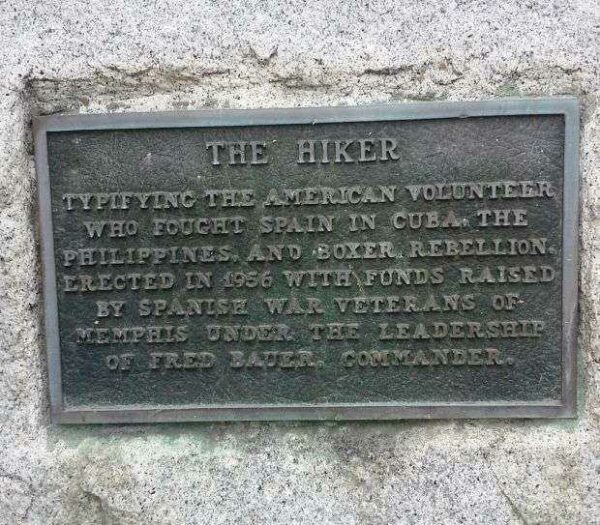 THE HIKER
TYPIFYING THE AMERICAN VOLUNTEER
WHO FOUGHT SPAIN IN CUBA, THE
PHILIPPINES, AND BOXER REBELLION.
ERECTED IN 1956 WITH FUNDS RAISED
BY SPANISH WAR VETERANS OF
MEMPHIS UNDER THE LEADERSHIP
OF FRED BAUER, COMMANDER.